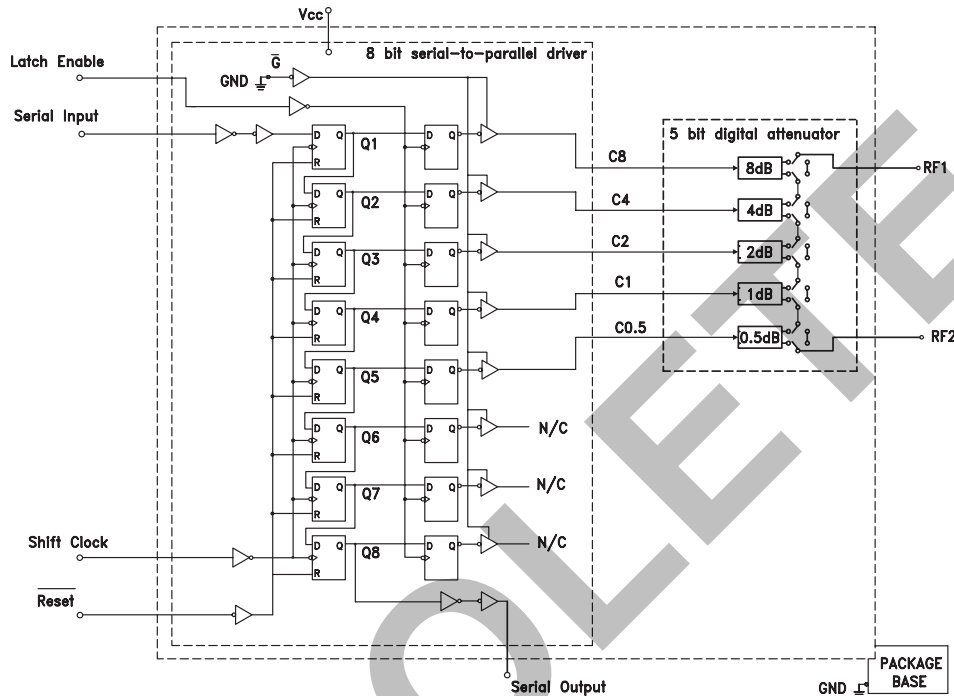 Vcc
8 bit serial-to-parallel driver
Latch Enable
G
GND
Serial Input
D Q
R
Q1
D Q
C8
5 bit digital attenuator
8dB
RF1
D Q
R
Q2
D Q
C4
4dB
D Q
R
Q3
D Q
C2
2dB
D Q
R
Q4
D Q
C1
1dB
D Q
R
Q5
D Q
C0.5
0.5dB
RF2
D Q
R
Q6
D Q
N/C
D Q
R
Q7
D Q
N/C
Shift Clock
D Q
R
Q8
D Q
N/C
Reset
Serial Output
GND
PACKAGE
BASE
OLETE